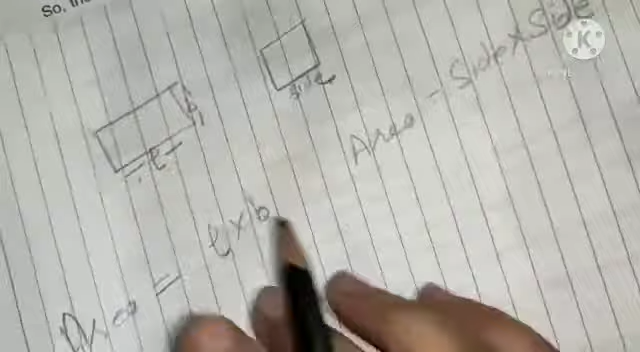 So, the
b
side
l
Area = Side × Side
Area = l × b
K